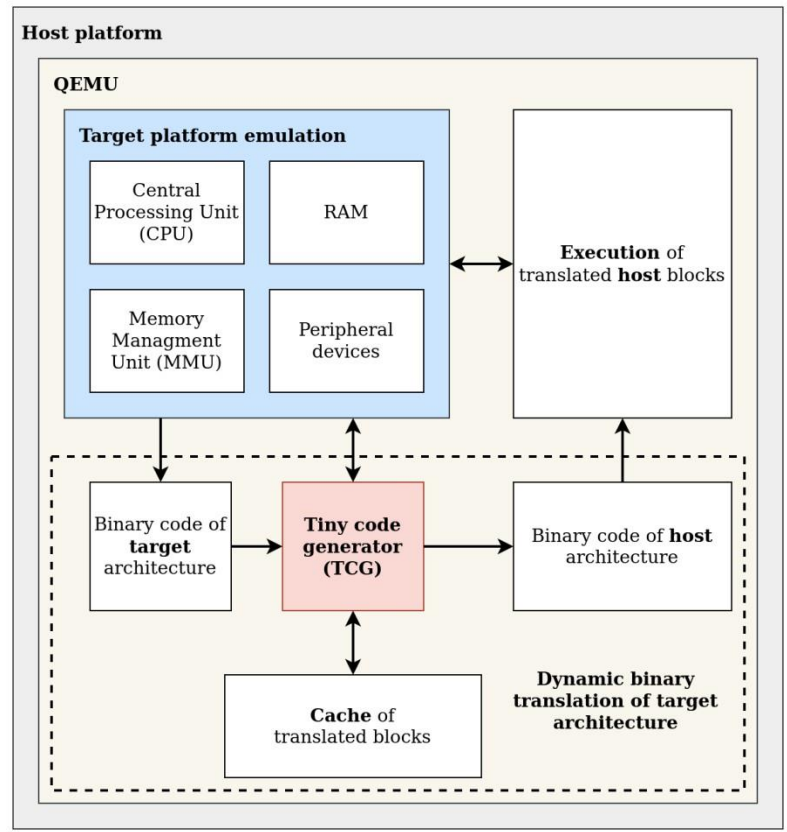 Host platform
QEMU
Target platform emulation
Central
Processing Unit
(CPU)
RAM
Memory
Managment
Unit (MMU)
Peripheral
devices
Execution of
translated host blocks
Binary code of
target
architecture
Tiny code
generator
(TCG)
Binary code of host
architecture
Cache of
translated blocks
Dynamic binary
translation of target
architecture